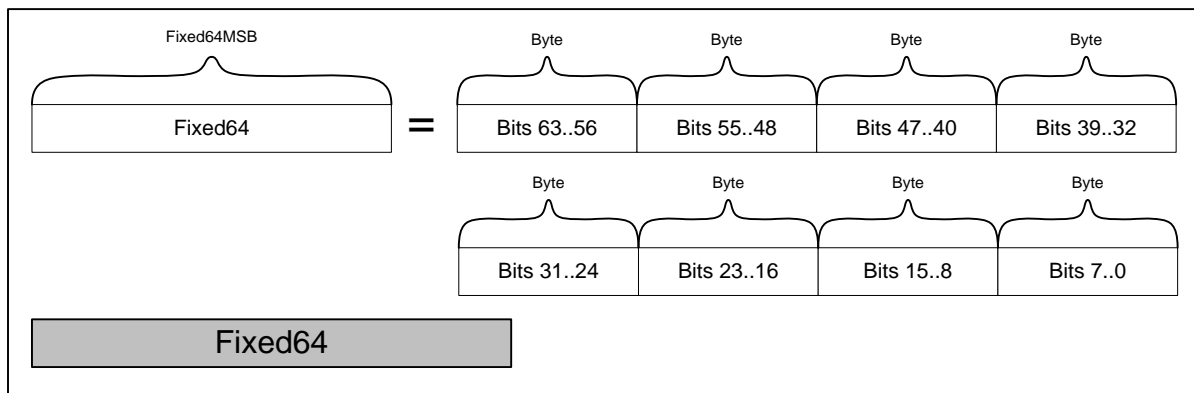 Fixed64MSB Byte Byte Byte Byte
Fixed64 = Bits 63..56 Bits 55..48 Bits 47..40 Bits 39..32
Byte Byte Byte Byte
Bits 31..24 Bits 23..16 Bits 15..8 Bits 7..0
Fixed64